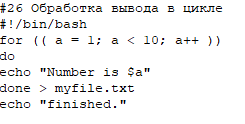 #26 Обработка вывода в цикле
#!/bin/bash
for (( a = 1; a < 10; a++ ))
do
echo "Number is $a"
done > myfile.txt
echo "finished."